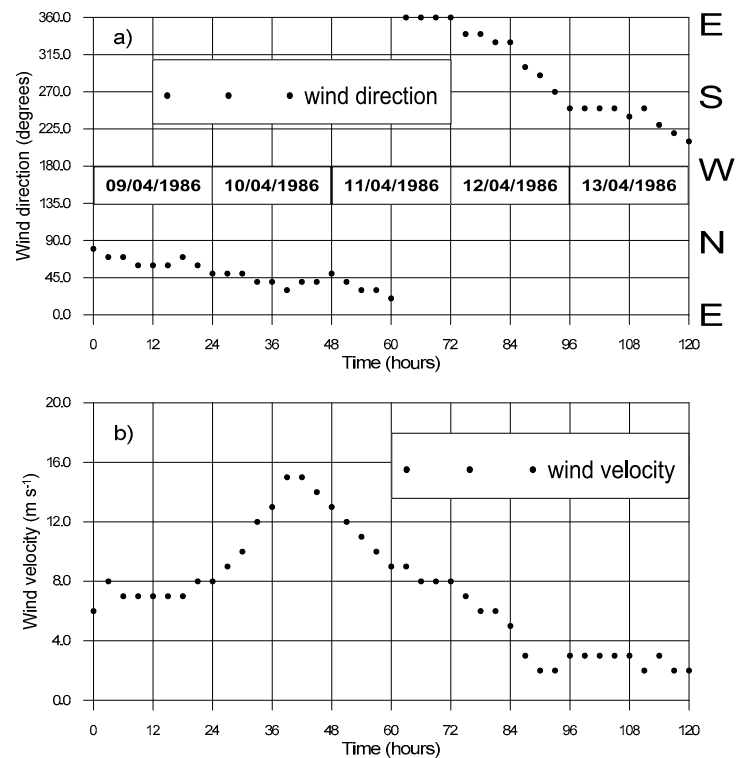 a)
wind direction
Wind direction (degrees)
360.0
315.0
270.0
225.0
180.0
135.0
90.0
45.0
0.0
E
S
W
N
E
09/04/1986 10/04/1986 11/04/1986 12/04/1986 13/04/1986
0 12 24 36 48 60 72 84 96 108 120
Time (hours)
b)
wind velocity
Wind velocity (m s⁻¹)
20.0
16.0
12.0
8.0
4.0
0.0
0 12 24 36 48 60 72 84 96 108 120
Time (hours)